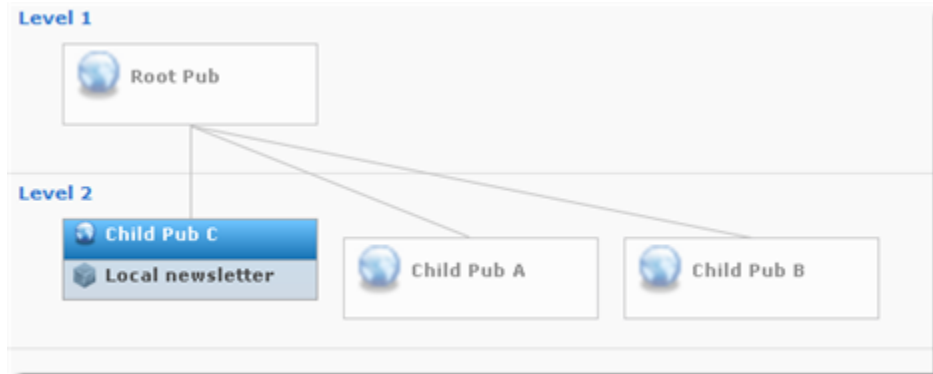 Level 1
Root Pub
Level 2
Child Pub C
Local newsletter
Child Pub A
Child Pub B